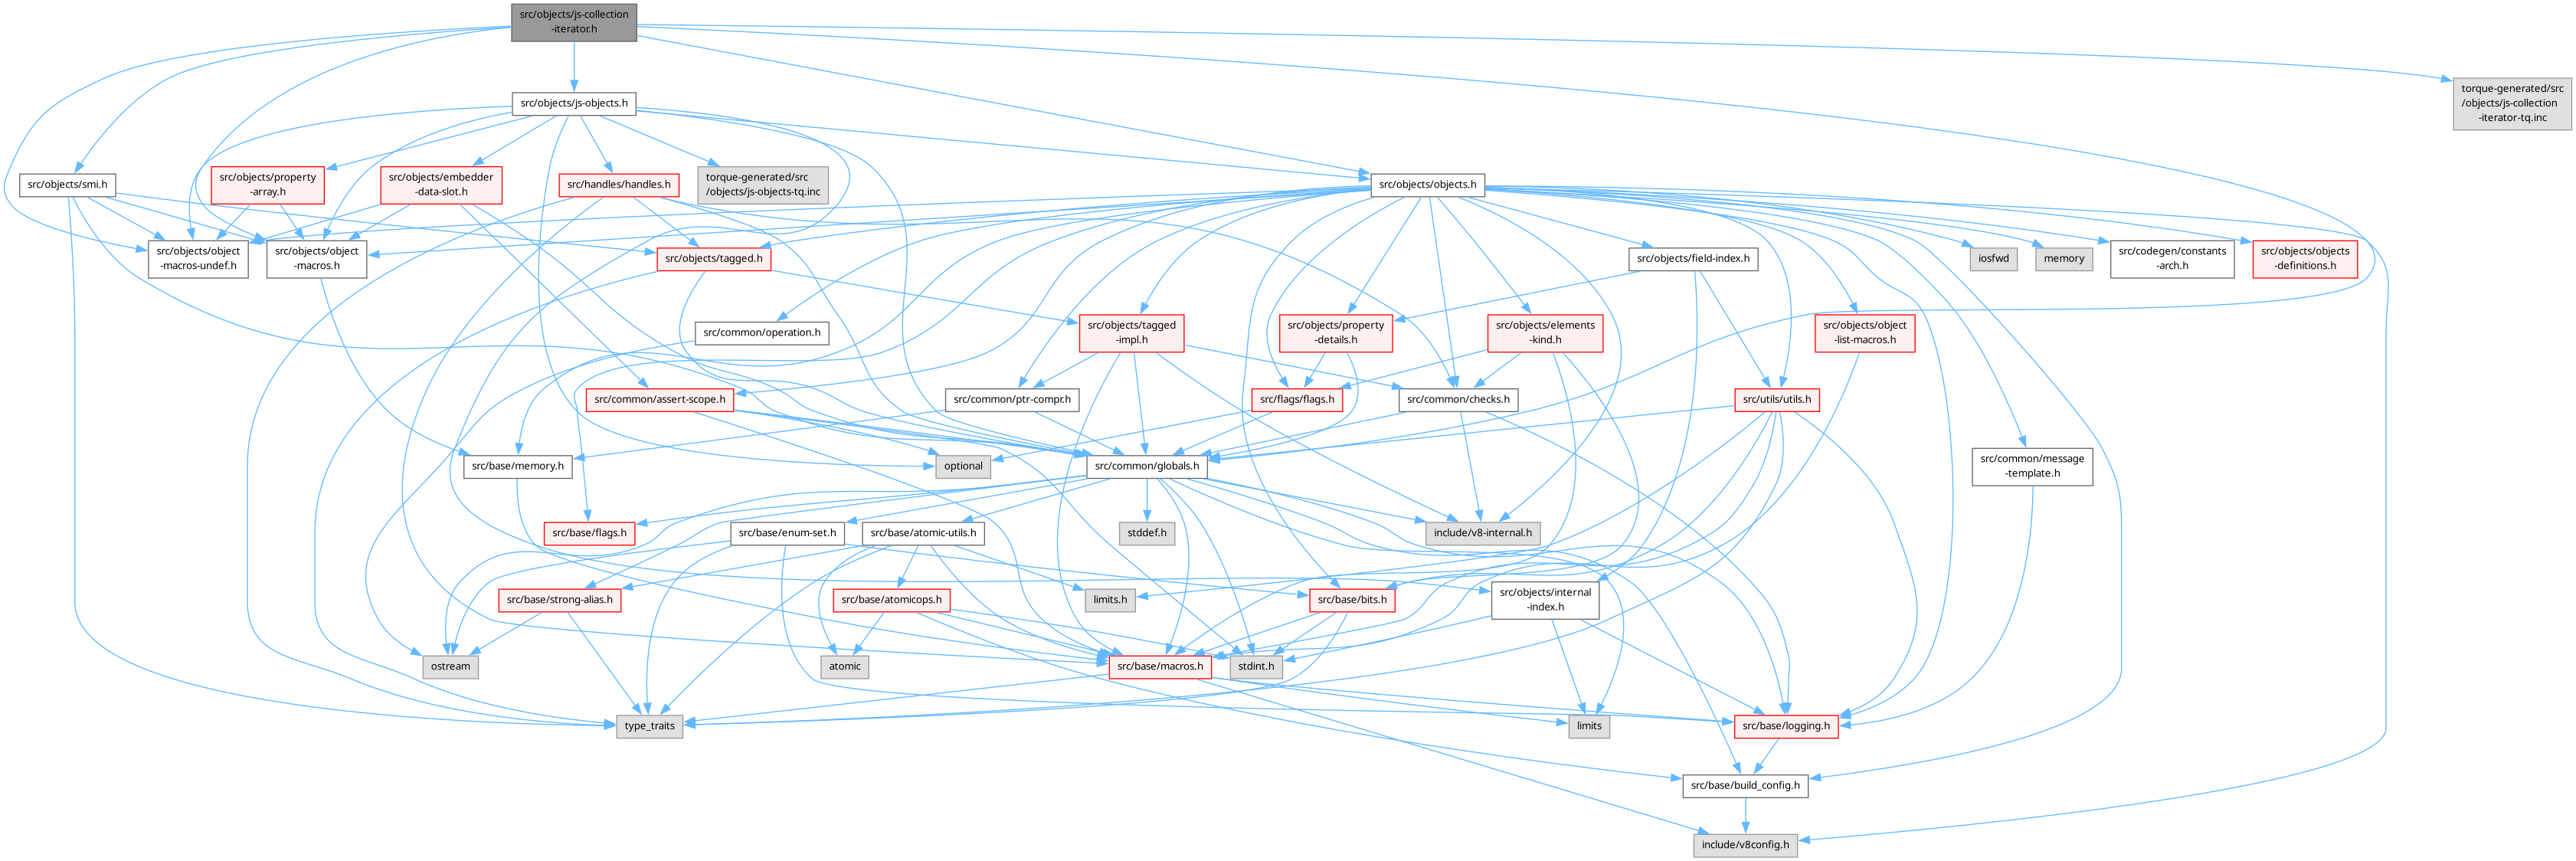 src/objects/js-collection
-iterator.h
torque-generated/src
/objects/js-collection
-iterator-tq.inc
src/objects/js-objects.h
src/objects/smi.h
src/objects/property
-array.h
src/objects/embedder
-data-slot.h
src/handles/handles.h
torque-generated/src
/objects/js-objects-tq.inc
src/objects/objects.h
src/objects/object
-macros-undef.h
src/objects/object
-macros.h
src/objects/tagged.h
src/objects/field-index.h
iosfwd
memory
src/codegen/constants
-arch.h
src/objects/objects
-definitions.h
src/common/operation.h
src/objects/tagged
-impl.h
src/objects/property
-details.h
src/objects/elements
-kind.h
src/objects/object
-list-macros.h
src/common/assert-scope.h
src/common/ptr-compr.h
src/flags/flags.h
src/common/checks.h
src/utils/utils.h
src/base/memory.h
optional
src/common/globals.h
src/common/message
-template.h
src/base/flags.h
src/base/enum-set.h
src/base/atomic-utils.h
stddef.h
include/v8-internal.h
src/base/strong-alias.h
src/base/atomicops.h
limits.h
src/base/bits.h
src/objects/internal
-index.h
ostream
atomic
src/base/macros.h
stdint.h
type_traits
limits
src/base/logging.h
src/base/build_config.h
include/v8config.h